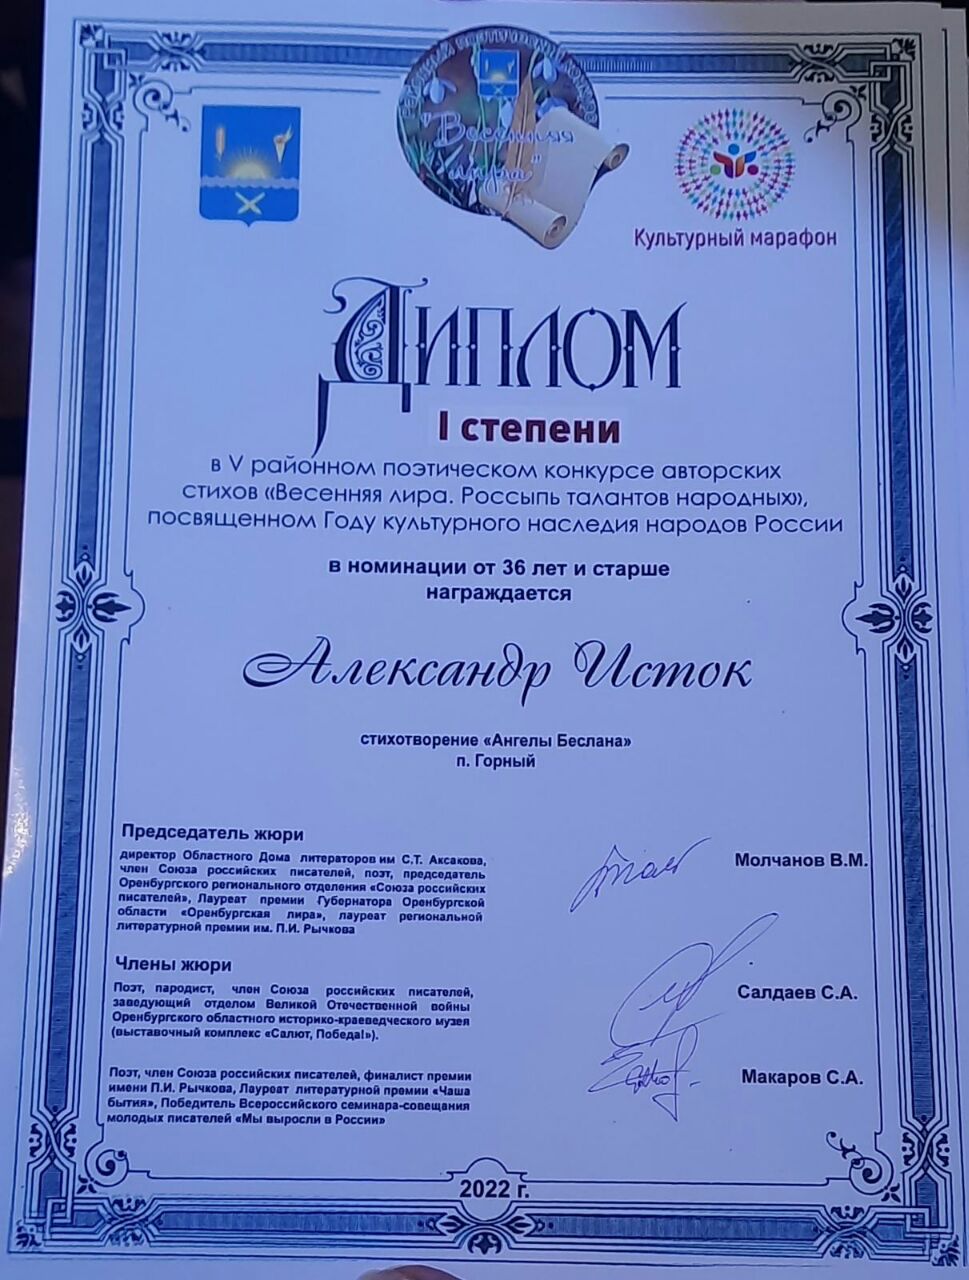 районный поэтический конкурс
"Весенняя
лира"
Культурный марафон
Диплом
I степени
в V районном поэтическом конкурсе авторских
стихов «Весенняя лира. Россыпь талантов народных»,
посвященном Году культурного наследия народов России
в номинации от 36 лет и старше
награждается
Александр Исток
стихотворение «Ангелы Беслана»
п. Горный
Председатель жюри
директор Областного Дома литераторов им С.Т. Аксакова,
член Союза российских писателей, поэт, председатель
Оренбургского регионального отделения «Союза российских
писателей», Лауреат премии Губернатора Оренбургской
области «Оренбургская лира», лауреат региональной
литературной премии им. П.И. Рычкова
Молчанов В.М.
Члены жюри
Поэт, пародист, член Союза российских писателей,
заведующий отделом Великой Отечественной войны
Оренбургского областного историко-краеведческого музея
(выставочный комплекс «Салют, Победа!»).
Салдаев С.А.
Поэт, член Союза российских писателей, финалист премии
имени П.И. Рычкова, Лауреат литературной премии «Чаша
бытия», Победитель Всероссийского семинара-совещания
молодых писателей «Мы выросли в России»
Макаров С.А.
2022 г.